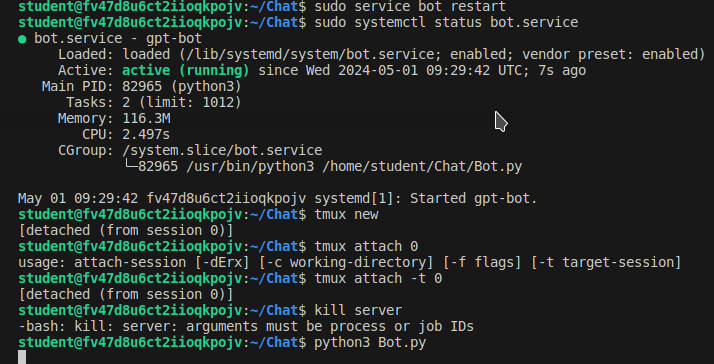 student@fv47d8u6ct2iioqkpojv:~/Chat$ sudo service bot restart
student@fv47d8u6ct2iioqkpojv:~/Chat$ sudo systemctl status bot.service
● bot.service - gpt-bot
     Loaded: loaded (/lib/systemd/system/bot.service; enabled; vendor preset: enabled)
     Active: active (running) since Wed 2024-05-01 09:29:42 UTC; 7s ago
   Main PID: 82965 (python3)
      Tasks: 2 (limit: 1012)
     Memory: 116.3M
        CPU: 2.497s
     CGroup: /system.slice/bot.service
             └─82965 /usr/bin/python3 /home/student/Chat/Bot.py
May 01 09:29:42 fv47d8u6ct2iioqkpojv systemd[1]: Started gpt-bot.
student@fv47d8u6ct2iioqkpojv:~/Chat$ tmux new
[detached (from session 0)]
student@fv47d8u6ct2iioqkpojv:~/Chat$ tmux attach 0
usage: attach-session [-dErx] [-c working-directory] [-f flags] [-t target-session]
student@fv47d8u6ct2iioqkpojv:~/Chat$ tmux attach -t 0
[detached (from session 0)]
student@fv47d8u6ct2iioqkpojv:~/Chat$ kill server
-bash: kill: server: arguments must be process or job IDs
student@fv47d8u6ct2iioqkpojv:~/Chat$ python3 Bot.py